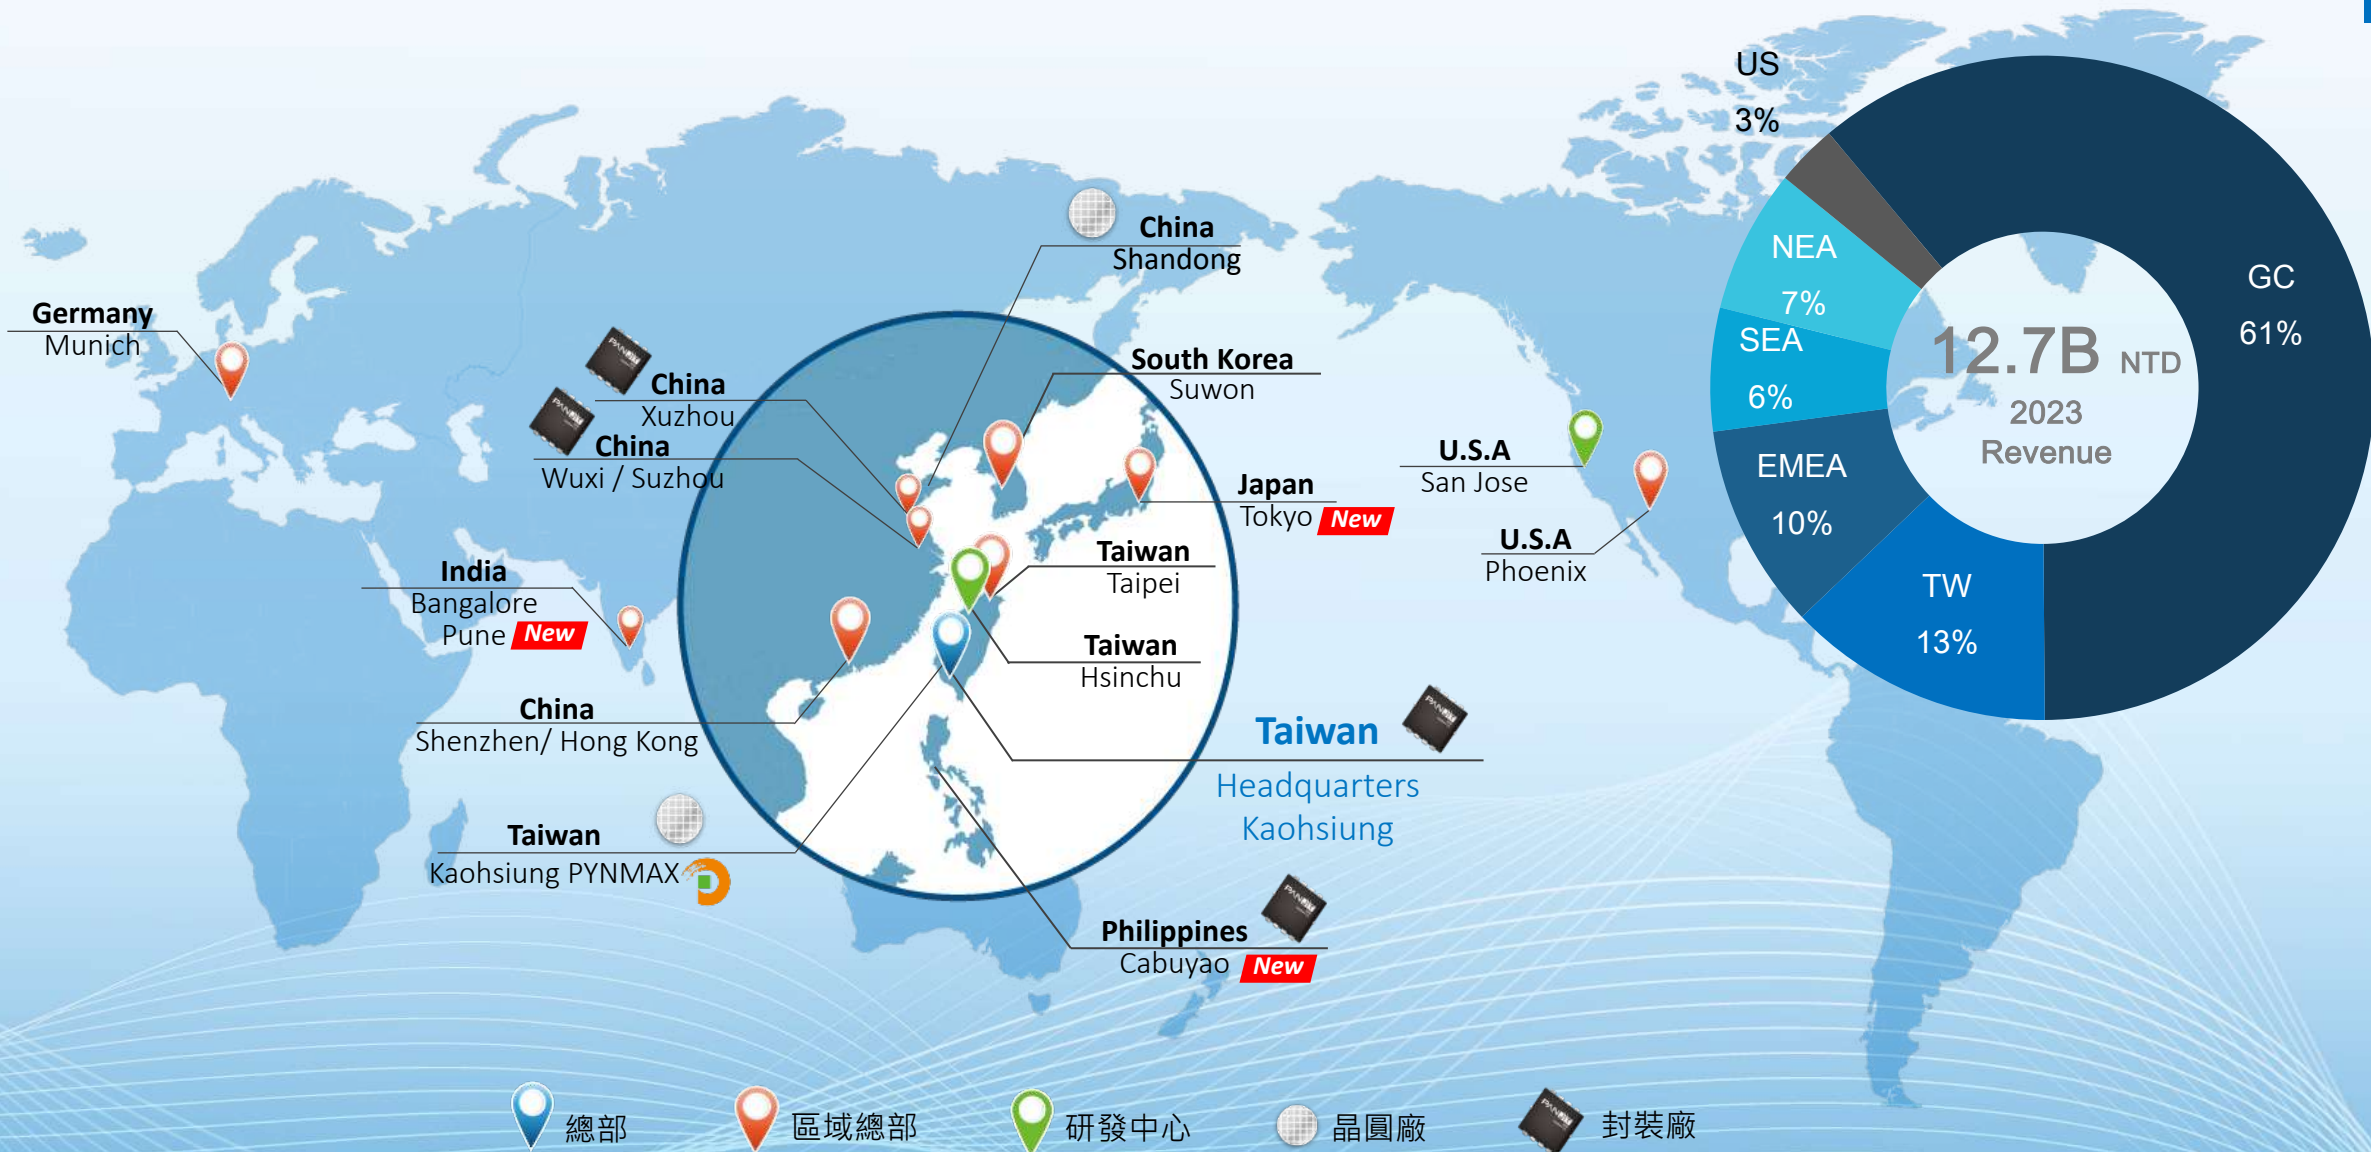 US
3%
GC
61%
NEA
7%
SEA
6%
EMEA
10%
TW
13%
12.7B NTD
2023
Revenue
Germany
Munich
China
Shandong
China
Xuzhou
China
Wuxi / Suzhou
South Korea
Suwon
Japan
Tokyo New
U.S.A
San Jose
U.S.A
Phoenix
India
Bangalore
Pune New
Taiwan
Taipei
Taiwan
Hsinchu
China
Shenzhen/ Hong Kong
Taiwan
Headquarters
Kaohsiung
Taiwan
Kaohsiung PYNMAX
Philippines
Cabuyao New
總部
區域總部
研發中心
晶圓廠
封裝廠